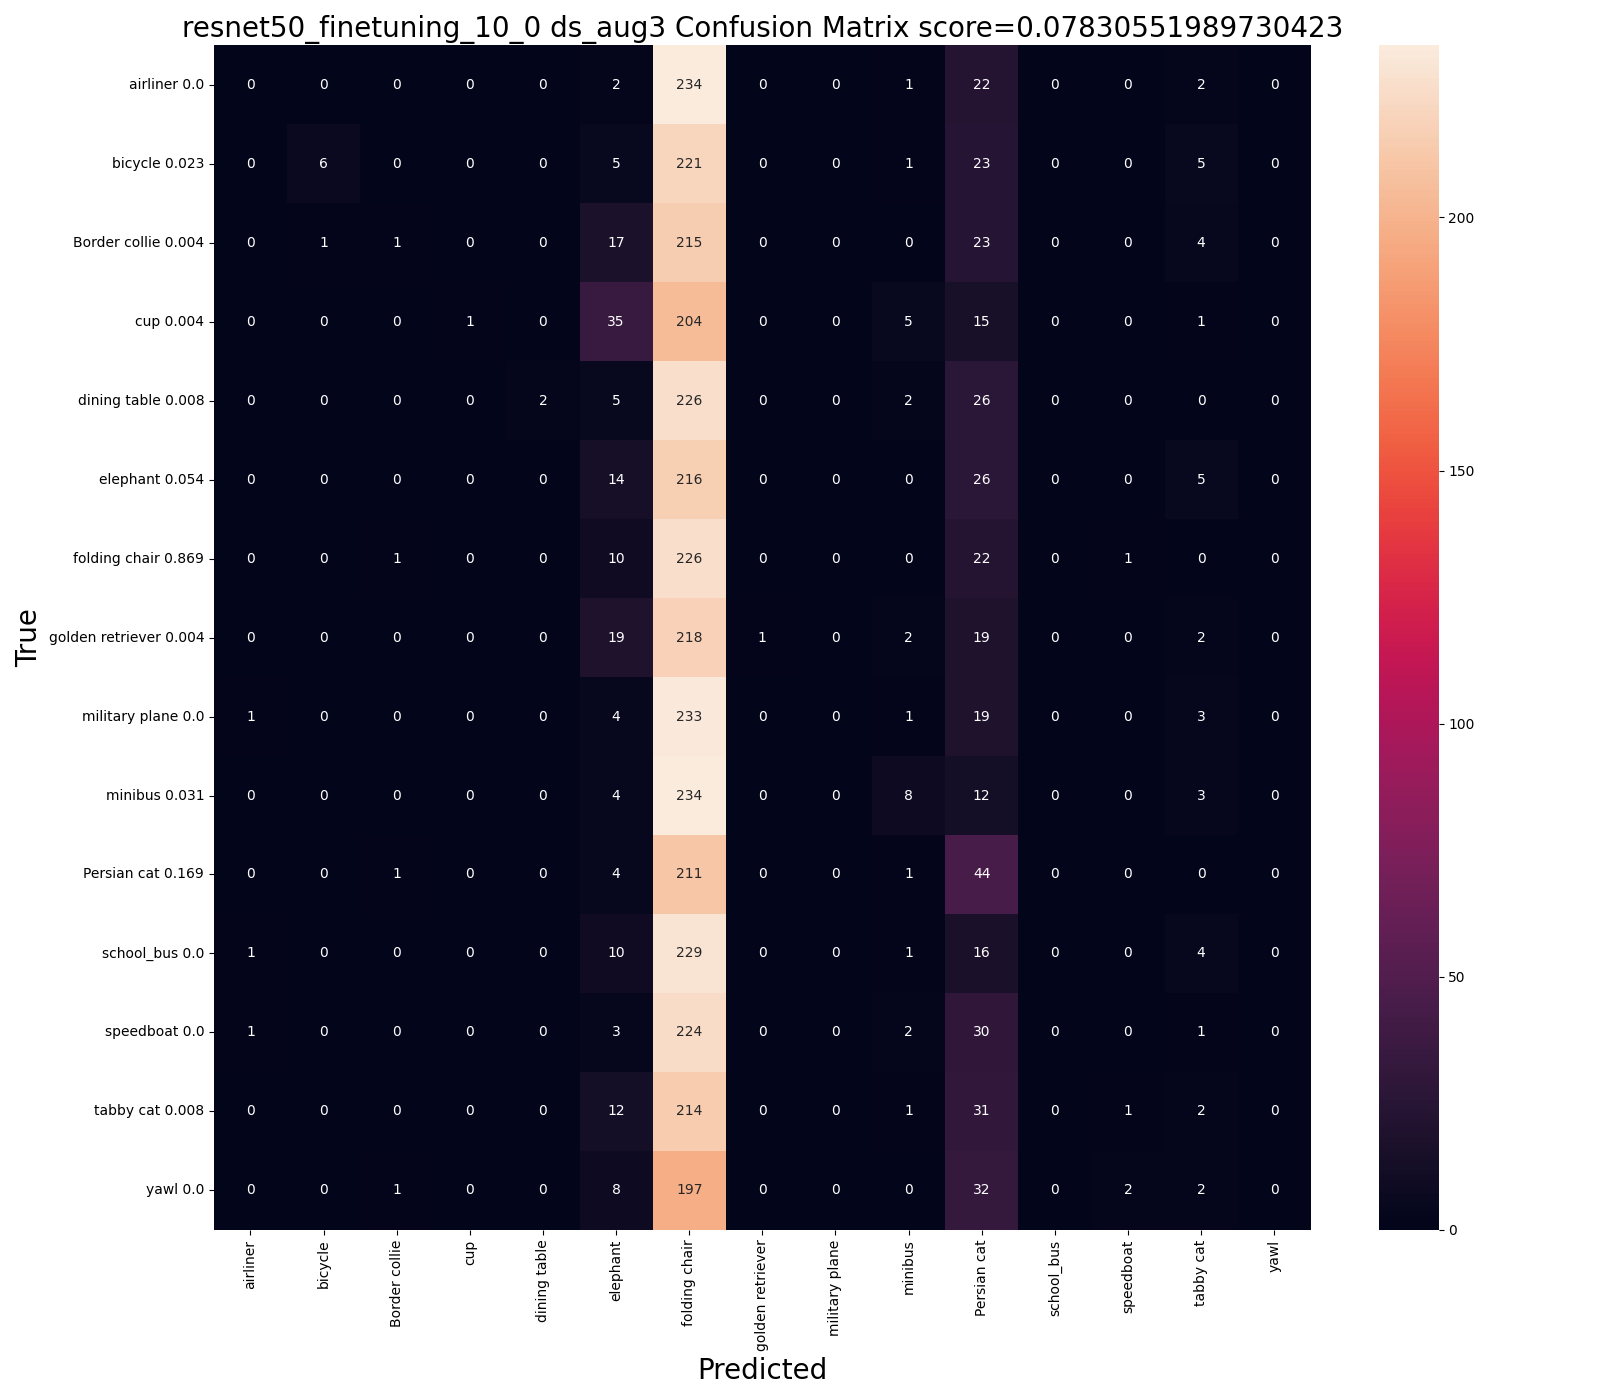 resnet50_finetuning_10_0 ds_aug3 Confusion Matrix score=0.07830551989730423
True
airliner 0.0 0 0 0 0 0 2 234 0 0 1 22 0 0 2 0
bicycle 0.023 0 6 0 0 0 5 221 0 0 1 23 0 0 5 0
Border collie 0.004 0 1 1 0 0 17 215 0 0 0 23 0 0 4 0
cup 0.004 0 0 0 1 0 35 204 0 0 5 15 0 0 1 0
dining table 0.008 0 0 0 0 2 5 226 0 0 2 26 0 0 0 0
elephant 0.054 0 0 0 0 0 14 216 0 0 0 26 0 0 5 0
folding chair 0.869 0 0 1 0 0 10 226 0 0 0 22 0 1 0 0
golden retriever 0.004 0 0 0 0 0 19 218 1 0 2 19 0 0 2 0
military plane 0.0 1 0 0 0 0 4 233 0 0 1 19 0 0 3 0
minibus 0.031 0 0 0 0 0 4 234 0 0 8 12 0 0 3 0
Persian cat 0.169 0 0 1 0 0 4 211 0 0 1 44 0 0 0 0
school_bus 0.0 1 0 0 0 0 10 229 0 0 1 16 0 0 4 0
speedboat 0.0 1 0 0 0 0 3 224 0 0 2 30 0 0 1 0
tabby cat 0.008 0 0 0 0 0 12 214 0 0 1 31 0 1 2 0
yawl 0.0 0 0 1 0 0 8 197 0 0 0 32 0 2 2 0
airliner bicycle Border collie cup dining table elephant folding chair golden retriever military plane minibus Persian cat school_bus speedboat tabby cat yawl
Predicted
200
150
100
50
0